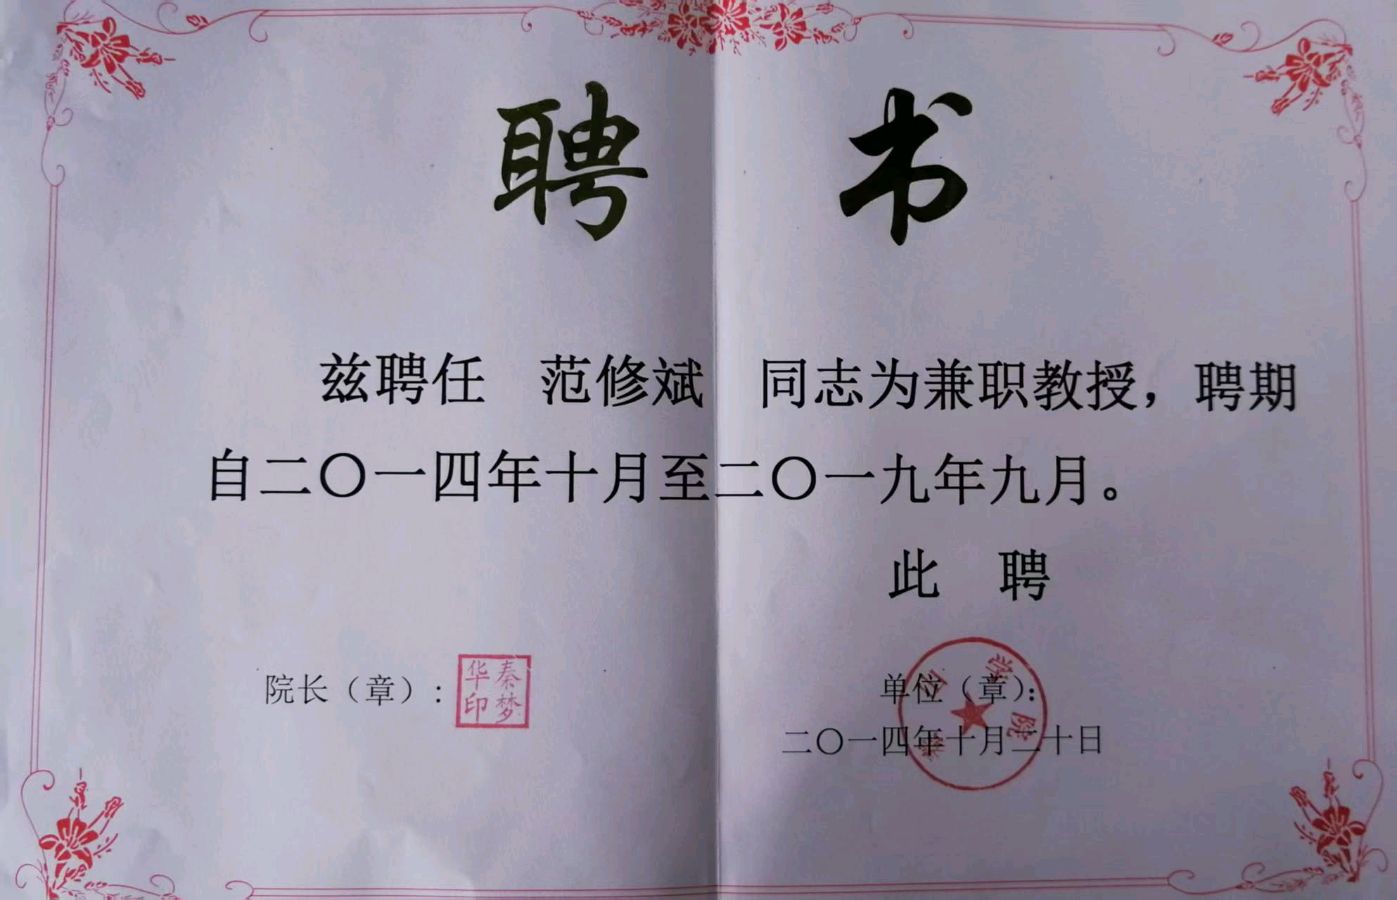 聘 书
兹聘任 范修斌 同志为兼职教授，聘期
自二〇一四年十月至二〇一九年九月。
此 聘
院长（章）:
秦梦
华印
单位（章）:
二〇一四年十月二十日